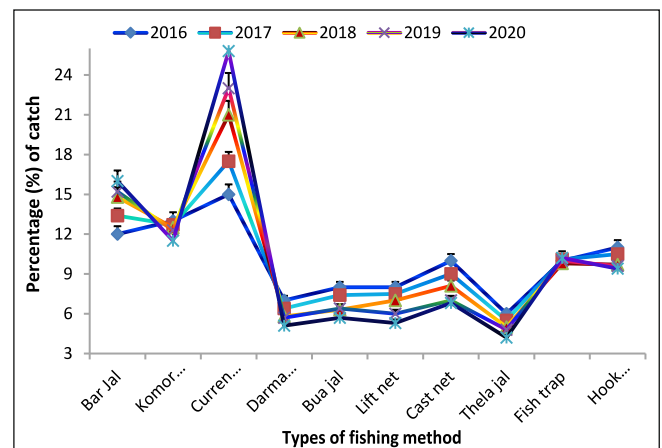 2016 2017 2018 2019 2020
Percentage (%) of catch
24
21
18
15
12
9
6
3
Bar Jal
Komor...
Curren...
Darma...
Bua jal
Lift net
Cast net
Thela jal
Fish trap
Hook...
Types of fishing method